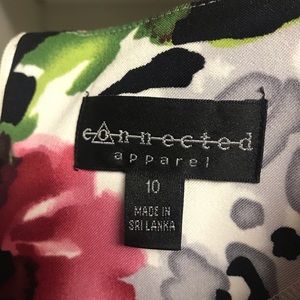 connected
apparel
10
MADE IN
SRI LANKA